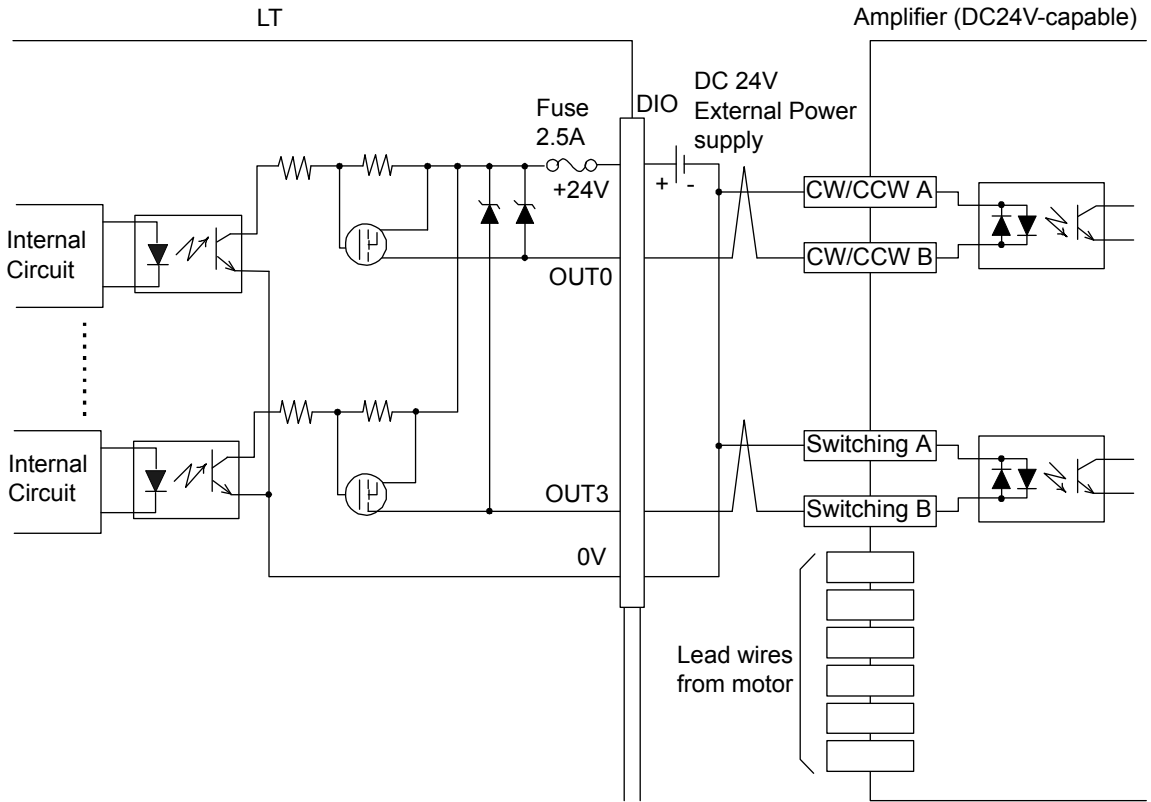 LT
Amplifier (DC24V-capable)
Fuse
2.5A
DIO
DC 24V
External Power
supply
+24V
+ -
CW/CCW A
Internal
Circuit
CW/CCW B
OUT0
Switching A
Internal
Circuit
OUT3
Switching B
0V
Lead wires
from motor